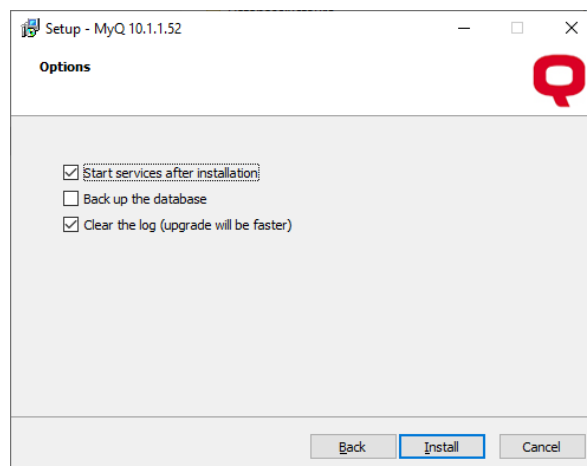 Setup - MyQ 10.1.1.52
Options
Q
Start services after installation
Back up the database
Clear the log (upgrade will be faster)
Back
Install
Cancel